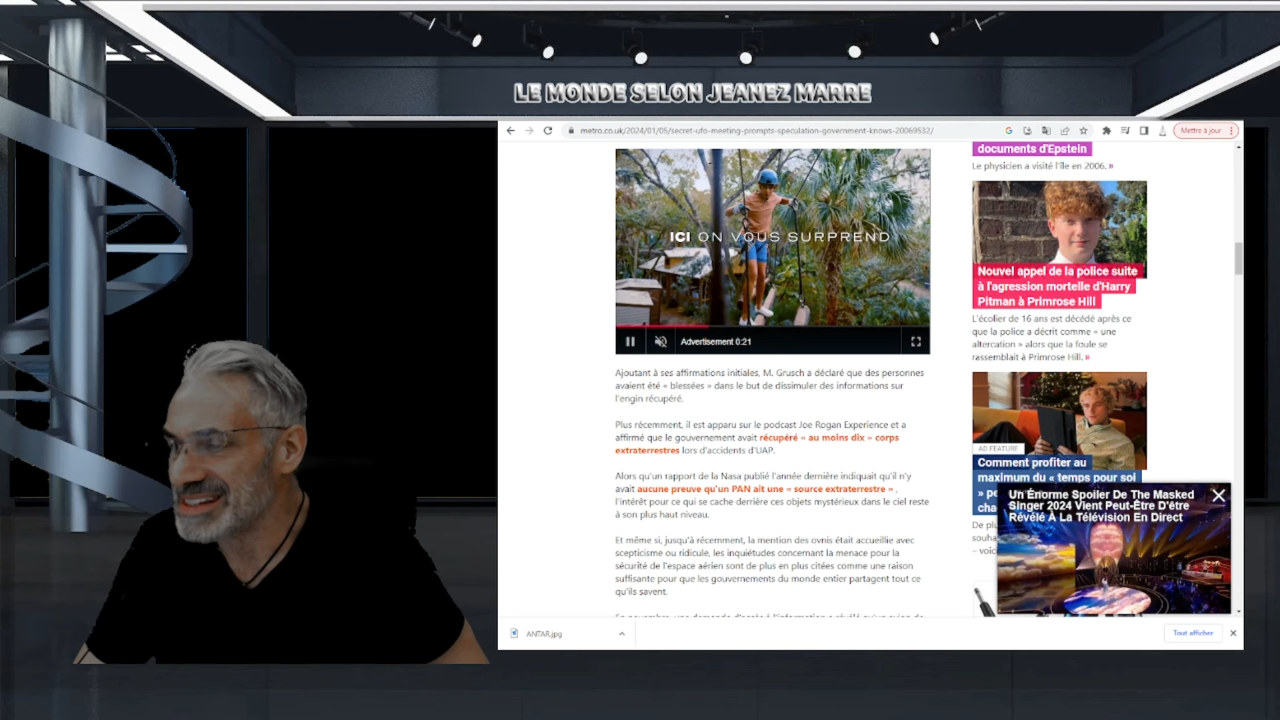 LE MONDE SELON JEANEZ MARRE
metro.co.uk/2024/01/05/secret-ufo-meeting-prompts-speculation-government-knows-20069532/
Mettre à jour
ICI ON VOUS SURPREND
Advertisement 0:21
Ajoutant à ses affirmations initiales, M. Grusch a déclaré que des personnes
avaient été « blessées » dans le but de dissimuler des informations sur
l'engin récupéré.
Plus récemment, il est apparu sur le podcast Joe Rogan Experience et a
affirmé que le gouvernement avait récupéré « au moins dix » corps
extraterrestres lors d'accidents d'UAP.
Alors qu'un rapport de la Nasa publié l'année dernière indiquait qu'il n'y
avait aucune preuve qu'un PAN ait une « source extraterrestre » ,
l'intérêt pour ce qui se cache derrière ces objets mystérieux dans le ciel reste
à son plus haut niveau.
Et même si, jusqu'à récemment, la mention des ovnis était accueillie avec
scepticisme ou ridicule, les inquiétudes concernant la menace pour la
sécurité de l'espace aérien sont de plus en plus citées comme une raison
suffisante pour que les gouvernements du monde entier partagent tout ce
qu'ils savent.
documents d'Epstein
Le physicien a visité l'île en 2006. »
Nouvel appel de la police suite
à l'agression mortelle d'Harry
Pitman à Primrose Hill
L'écolier de 16 ans est décédé après ce
que la police a décrit comme « une
altercation » alors que la foule se
rassemblait à Primrose Hill. »
AD FEATURE
Comment profiter au
maximum du « temps pour soi
» pe
cha
De plu
souha
– voici
Un Énorme Spoiler De The Masked
Singer 2024 Vient Peut-Être D'être
Révélé À La Télévision En Direct
ANTAR.jpg
Tout afficher